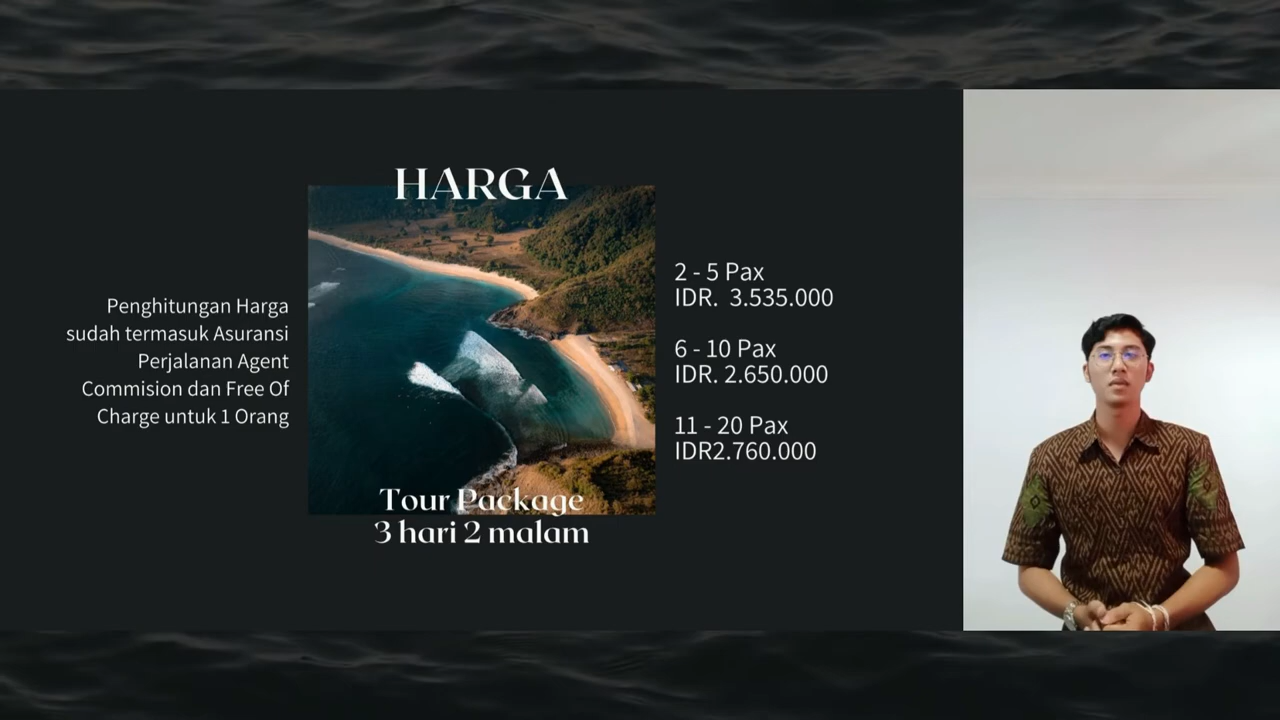 HARGA
Penghitungan Harga
sudah termasuk Asuransi
Perjalanan Agent
Commision dan Free Of
Charge untuk 1 Orang
2 - 5 Pax
IDR.  3.535.000
6 - 10 Pax
IDR. 2.650.000
11 - 20 Pax
IDR2.760.000
Tour Package
3 hari 2 malam